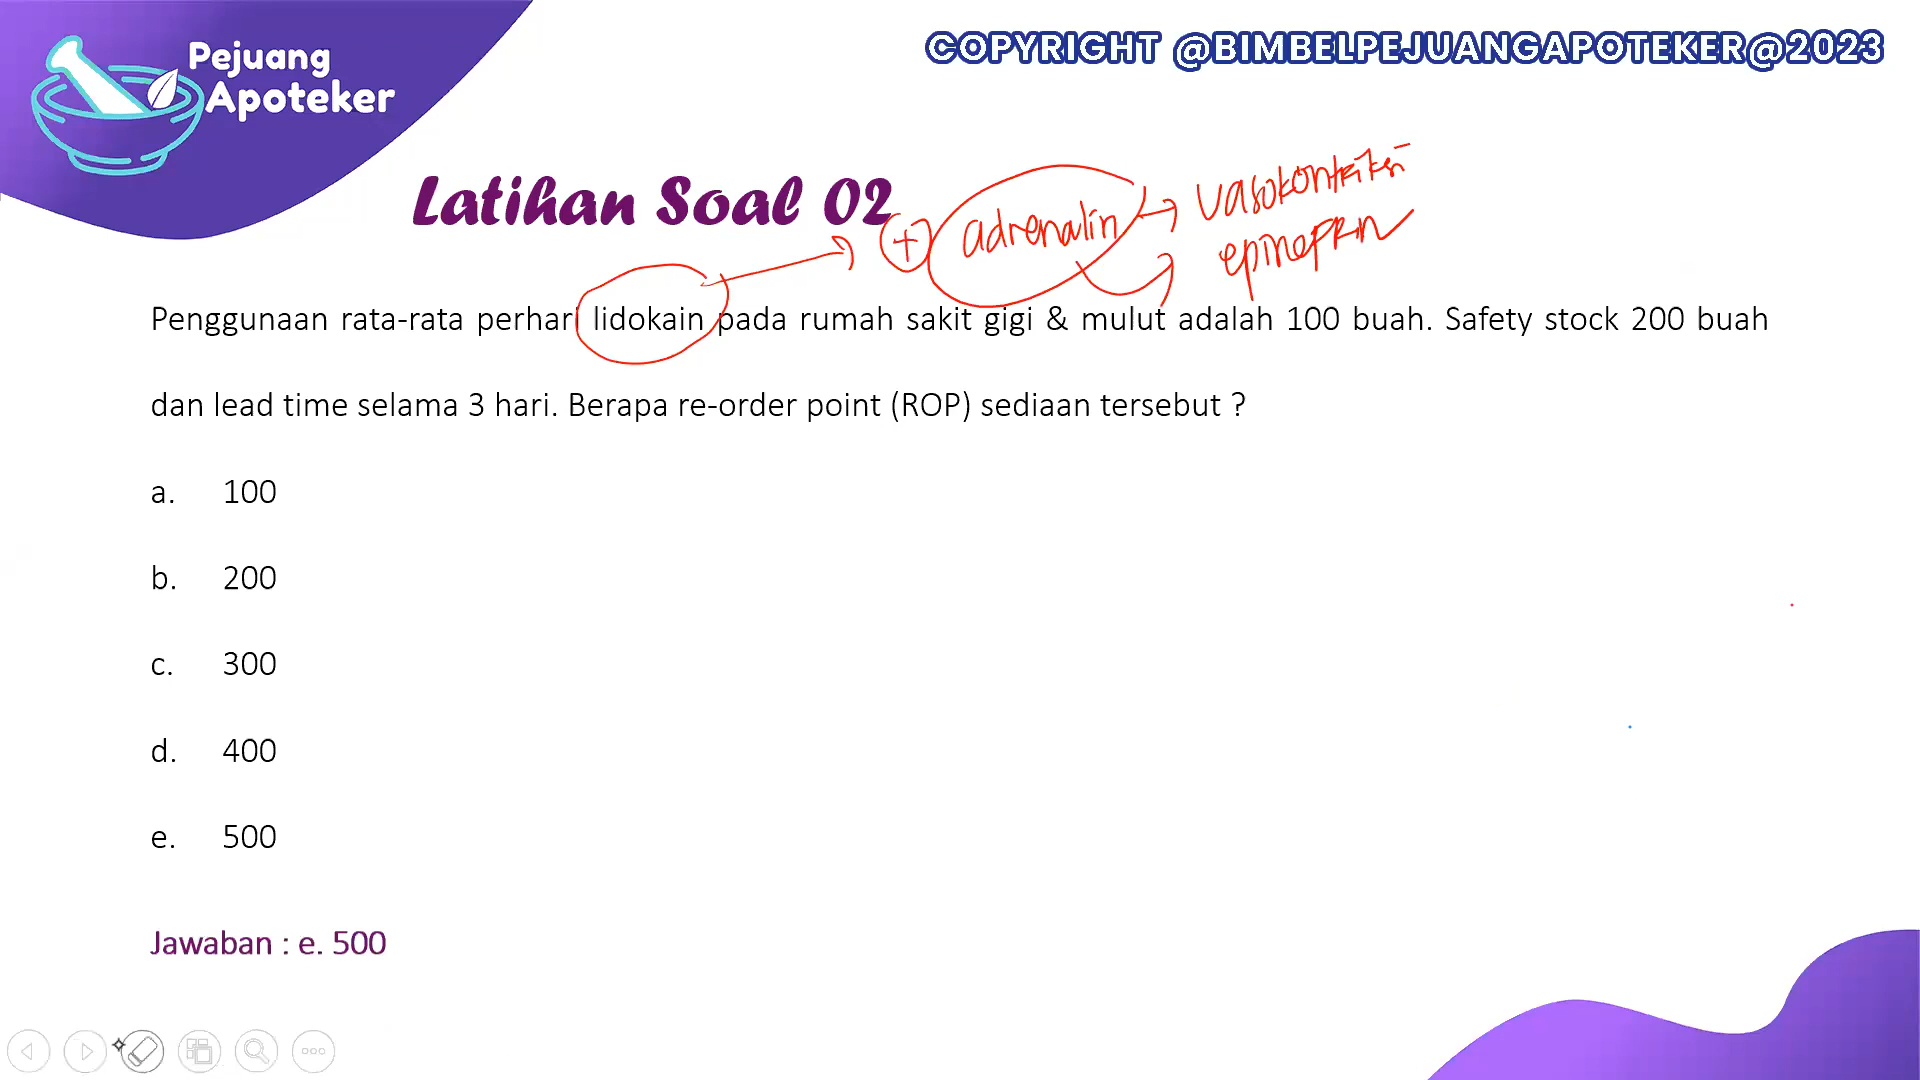 Pejuang
Apoteker
COPYRIGHT @BIMBELPEJUANGAPOTEKER@2023
Latihan Soal 02
+ adrenalin
epineprin
Penggunaan rata-rata perhari lidokain pada rumah sakit gigi & mulut adalah 100 buah. Safety stock 200 buah
dan lead time selama 3 hari. Berapa re-order point (ROP) sediaan tersebut ?
a. 100
b. 200
c. 300
d. 400
e. 500
Jawaban : e. 500